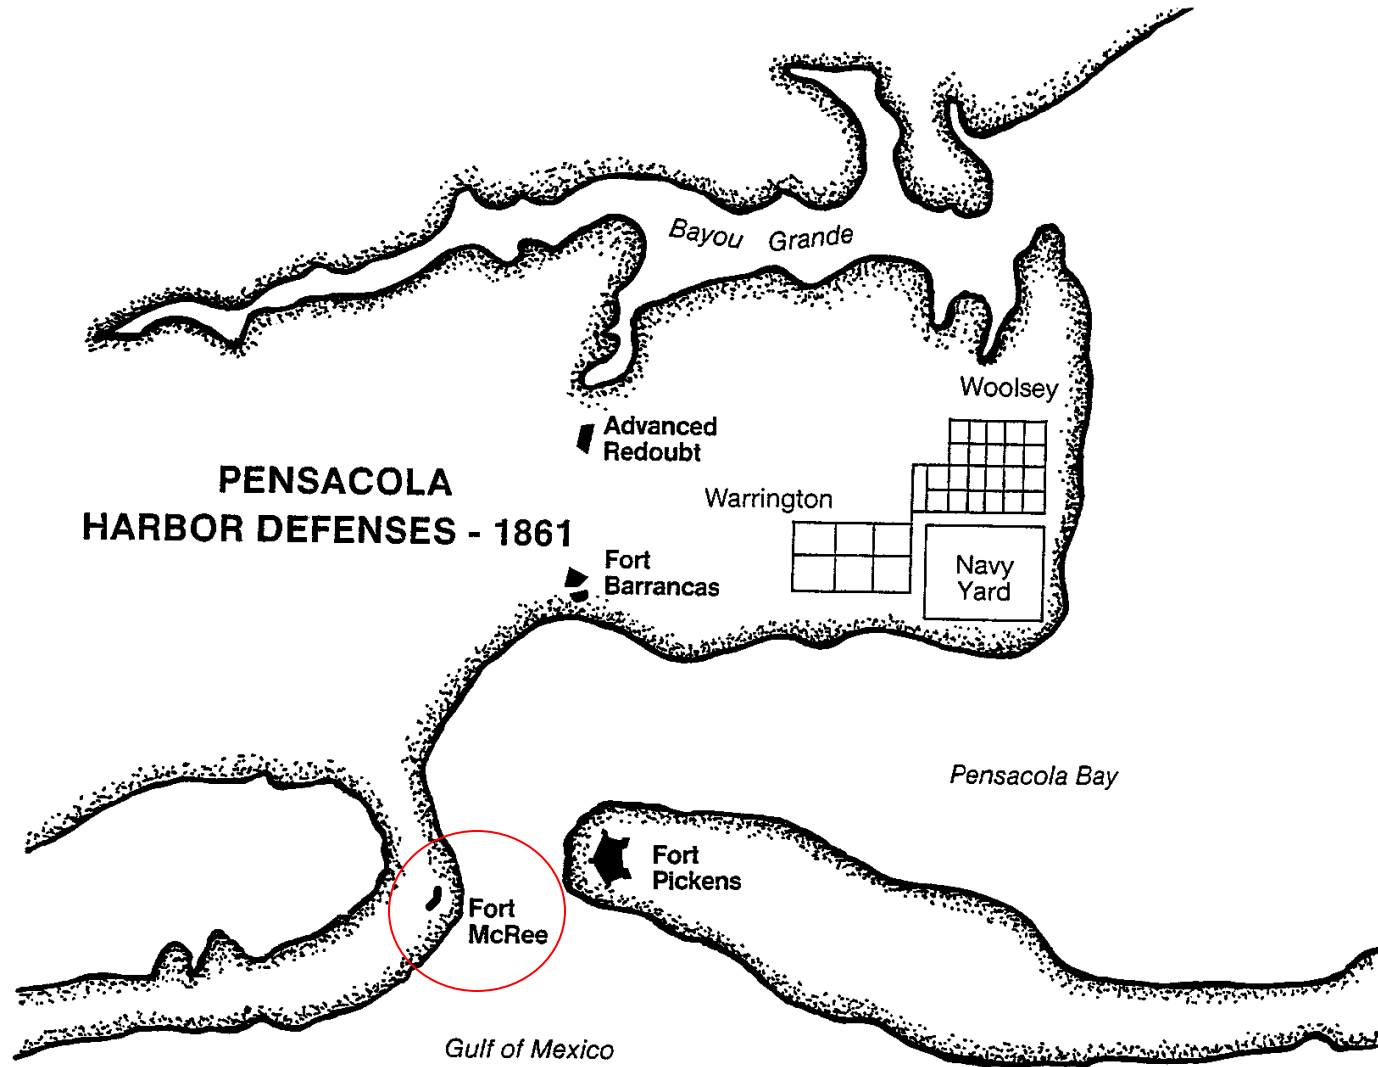 Bayou Grande
Woolsey
Advanced
Redoubt
PENSACOLA
HARBOR DEFENSES - 1861
Warrington
Fort
Barrancas
Navy
Yard
Pensacola Bay
Fort
Pickens
Fort
McRee
Gulf of Mexico